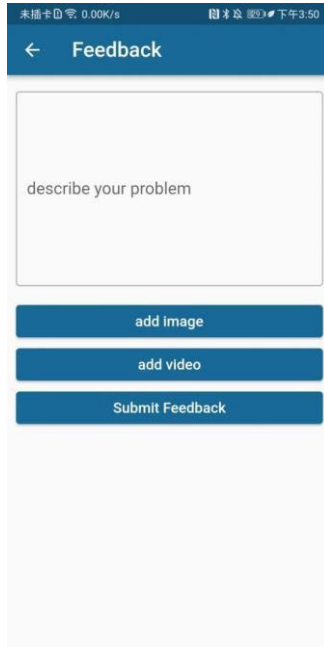 未插卡 0.00K/s 下午3:50
Feedback
describe your problem
add image
add video
Submit Feedback